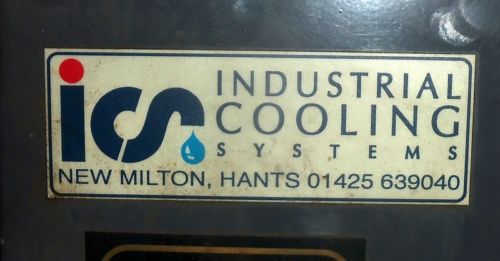 ics INDUSTRIAL
COOLING
SYSTEMS
NEW MILTON, HANTS 01425 639040